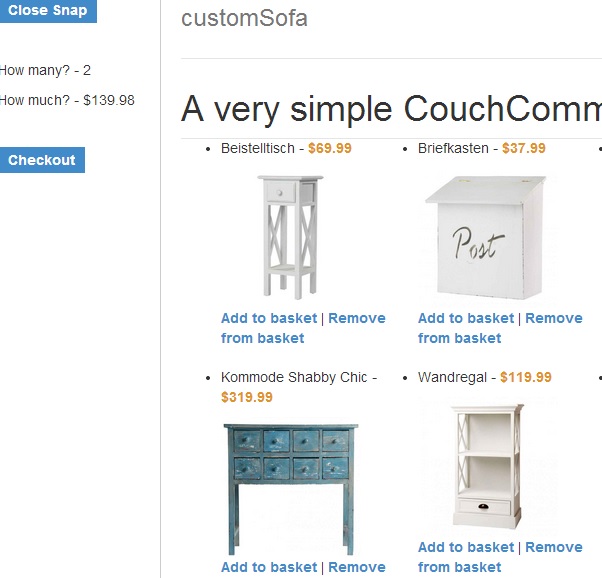 Close Snap
How many? - 2
How much? - $139.98
Checkout
customSofa
A very simple CouchComm
Beistelltisch - $69.99
Add to basket | Remove
from basket
Briefkasten - $37.99
Post
Add to basket | Remove
from basket
Kommode Shabby Chic -
$319.99
Add to basket | Remove
Wandregal - $119.99
Add to basket | Remove
from basket